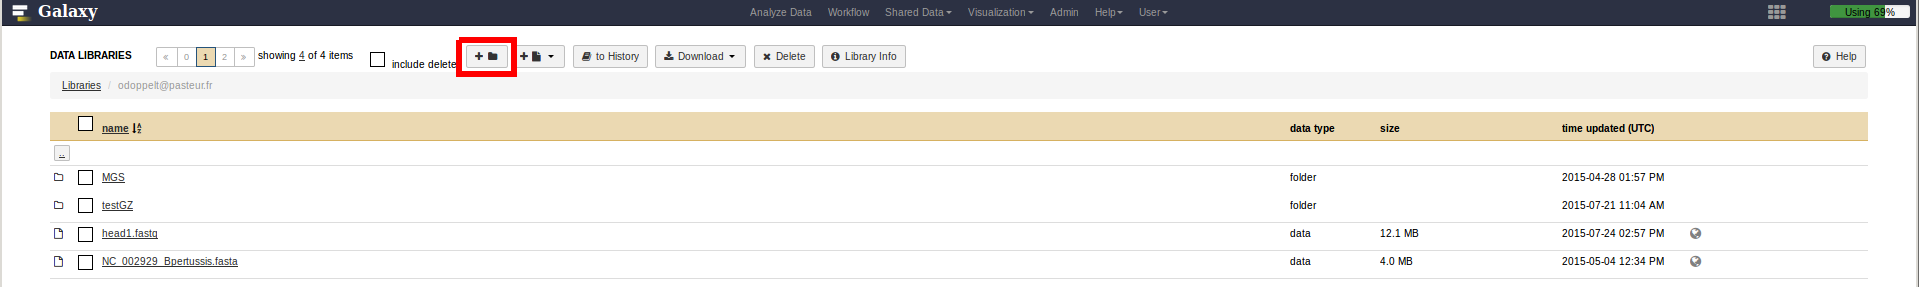 Galaxy Analyze Data Workflow Shared Data Visualization Admin Help User Using 69%
DATA LIBRARIES « 0 1 2 » showing 4 of 4 items include delete to History Download Delete Library Info Help
Libraries / odoppelt@pasteur.fr
name data type size time updated (UTC)
..
MGS folder 2015-04-28 01:57 PM
testGZ folder 2015-07-21 11:04 AM
head1.fastq data 12.1 MB 2015-07-24 02:57 PM
NC_002929_Bpertussis.fasta data 4.0 MB 2015-05-04 12:34 PM